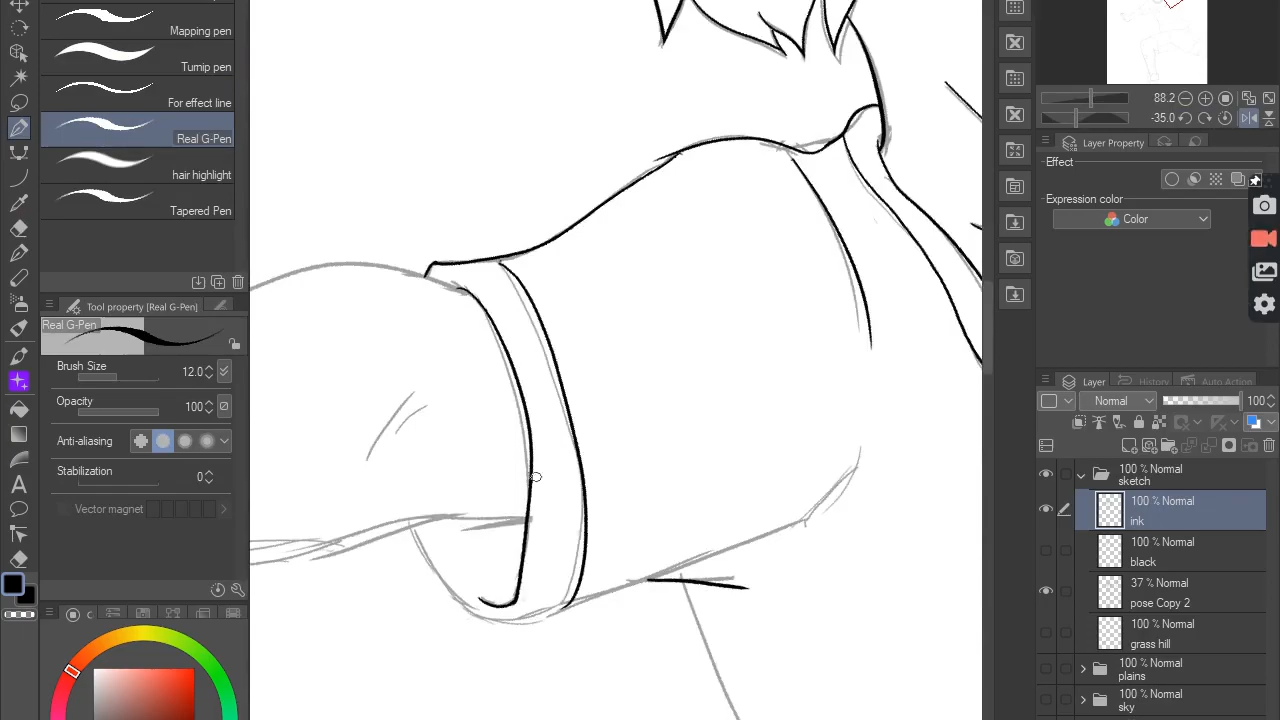 Mapping pen
Turnip pen
For effect line
Real G-Pen
hair highlight
Tapered Pen
Tool property [Real G-Pen]
Real G-Pen
Brush Size
12.0
Opacity
100
Anti-aliasing
Stabilization
0
Vector magnet
c
88.2
-35.0
Layer Property
Effect
Expression color
Color
Layer
History
Auto Action
Normal
100
100 % Normal
sketch
100 % Normal
ink
100 % Normal
black
37 % Normal
pose Copy 2
100 % Normal
grass hill
100 % Normal
plains
100 % Normal
sky